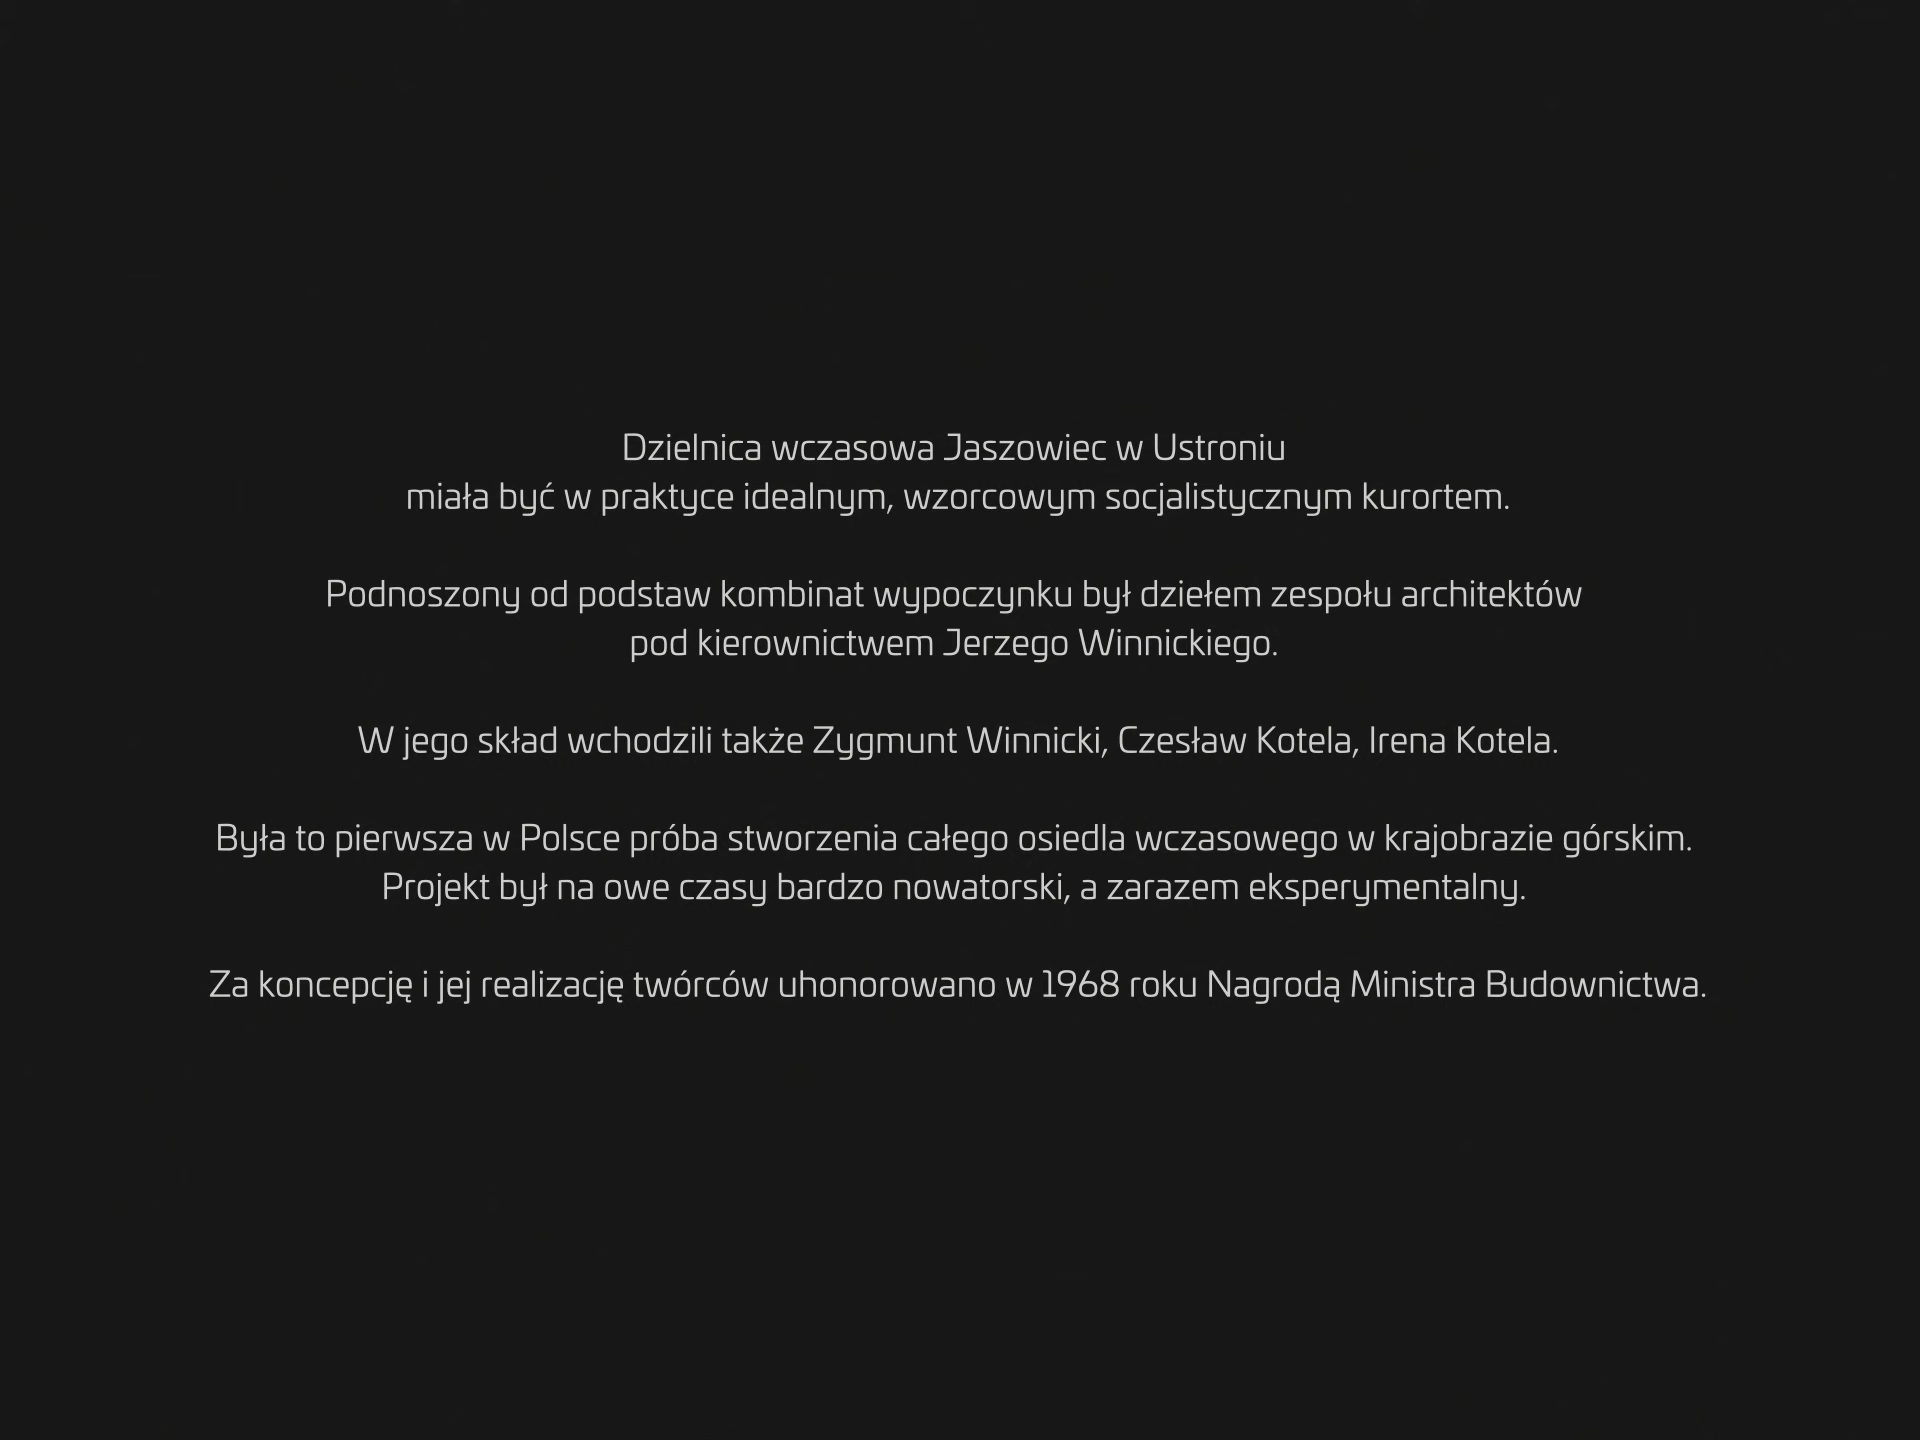 Dzielnica wczasowa Jaszowiec w Ustroniu
miała być w praktyce idealnym, wzorcowym socjalistycznym kurortem.
Podnoszony od podstaw kombinat wypoczynku był dziełem zespołu architektów
pod kierownictwem Jerzego Winnickiego.
W jego skład wchodzili także Zygmunt Winnicki, Czesław Kotela, Irena Kotela.
Była to pierwsza w Polsce próba stworzenia całego osiedla wczasowego w krajobrazie górskim.
Projekt był na owe czasy bardzo nowatorski, a zarazem eksperymentalny.
Za koncepcję i jej realizację twórców uhonorowano w 1968 roku Nagrodą Ministra Budownictwa.